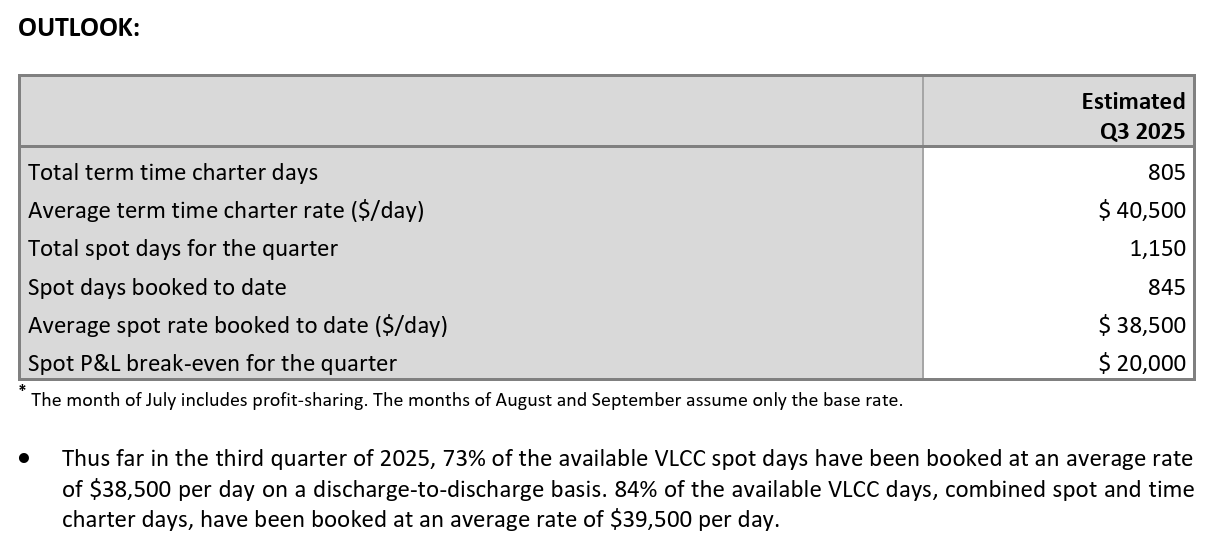 OUTLOOK:
Estimated
Q3 2025
Total term time charter days 805
Average term time charter rate ($/day) $ 40,500
Total spot days for the quarter 1,150
Spot days booked to date 845
Average spot rate booked to date ($/day) $ 38,500
Spot P&L break-even for the quarter $ 20,000
* The month of July includes profit-sharing. The months of August and September assume only the base rate.
• Thus far in the third quarter of 2025, 73% of the available VLCC spot days have been booked at an average rate
of $38,500 per day on a discharge-to-discharge basis. 84% of the available VLCC days, combined spot and time
charter days, have been booked at an average rate of $39,500 per day.